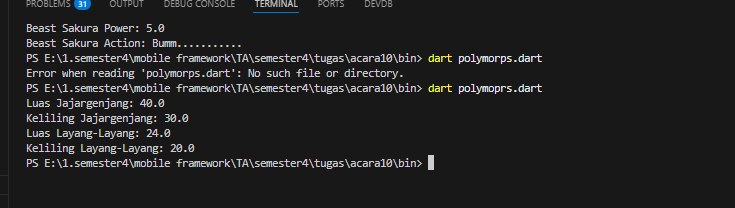 PROBLEMS 31 OUTPUT DEBUG CONSOLE TERMINAL PORTS DEVDB
Beast Sakura Power: 5.0
Beast Sakura Action: Bumm...........
PS E:\1.semester4\mobile framework\TA\semester4\tugas\acara10\bin> dart polymorps.dart
Error when reading 'polymorps.dart': No such file or directory.
PS E:\1.semester4\mobile framework\TA\semester4\tugas\acara10\bin> dart polymoprs.dart
Luas Jajargenjang: 40.0
Keliling Jajargenjang: 30.0
Luas Layang-Layang: 24.0
Keliling Layang-Layang: 20.0
PS E:\1.semester4\mobile framework\TA\semester4\tugas\acara10\bin>